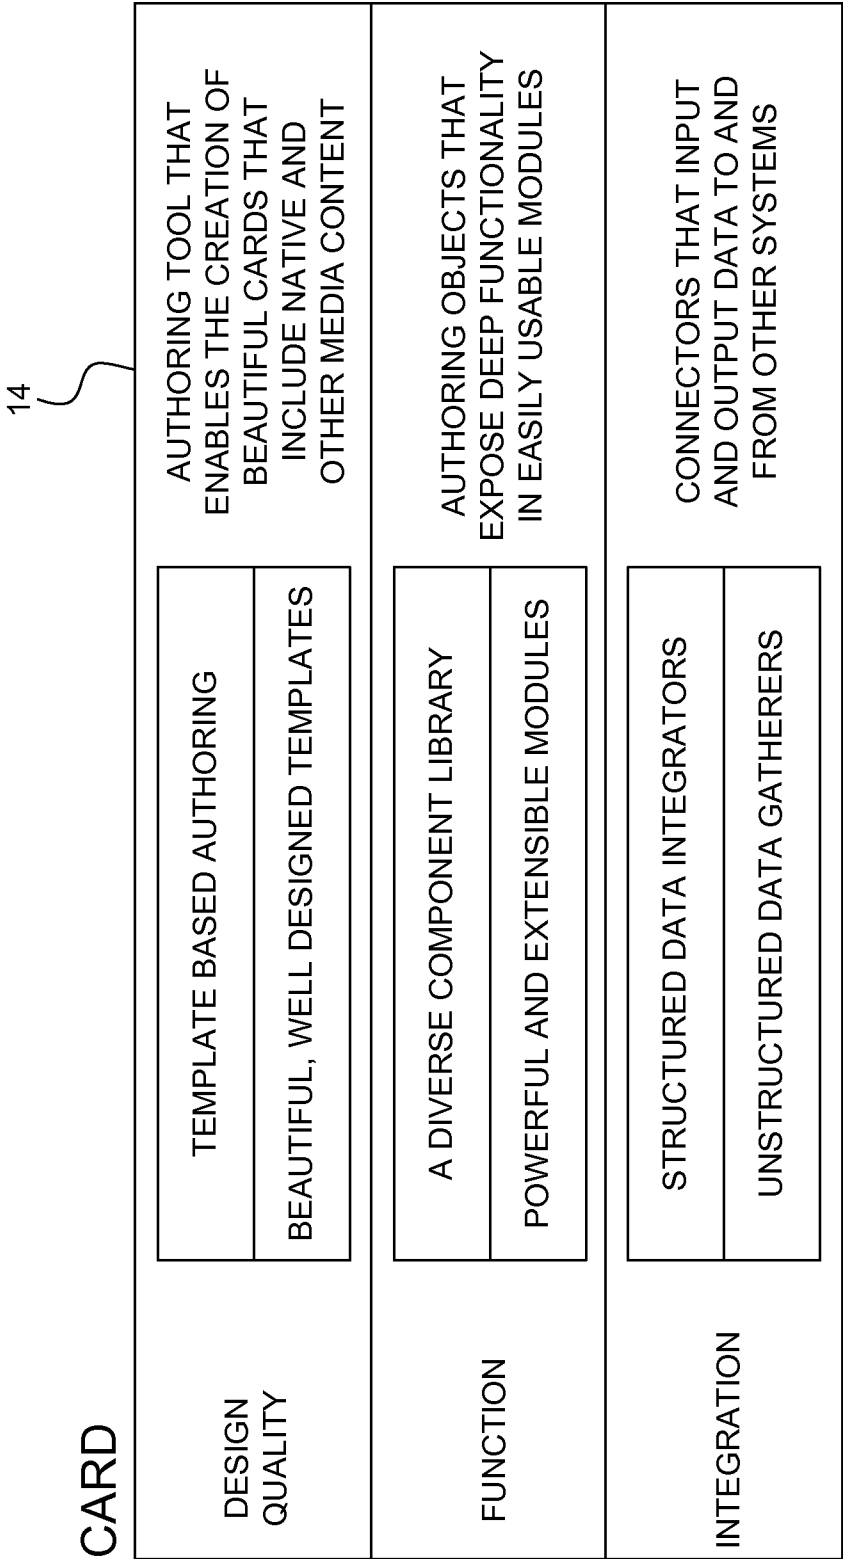 CARD
14
DESIGN
QUALITY
TEMPLATE BASED AUTHORING
BEAUTIFUL, WELL DESIGNED TEMPLATES
AUTHORING TOOL THAT
ENABLES THE CREATION OF
BEAUTIFUL CARDS THAT
INCLUDE NATIVE AND
OTHER MEDIA CONTENT
FUNCTION
A DIVERSE COMPONENT LIBRARY
POWERFUL AND EXTENSIBLE MODULES
AUTHORING OBJECTS THAT
EXPOSE DEEP FUNCTIONALITY
IN EASILY USABLE MODULES
INTEGRATION
STRUCTURED DATA INTEGRATORS
UNSTRUCTURED DATA GATHERERS
CONNECTORS THAT INPUT
AND OUTPUT DATA TO AND
FROM OTHER SYSTEMS